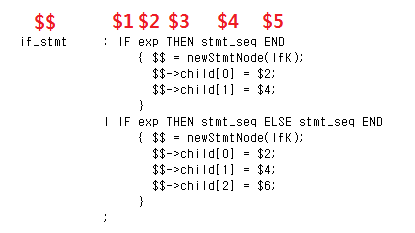 $$ $1 $2 $3 $4 $5
if_stmt : IF exp THEN stmt_seq END
{ $$ = newStmtNode(IfK);
$$->child[0] = $2;
$$->child[1] = $4;
}
| IF exp THEN stmt_seq ELSE stmt_seq END
{ $$ = newStmtNode(IfK);
$$->child[0] = $2;
$$->child[1] = $4;
$$->child[2] = $6;
}
;